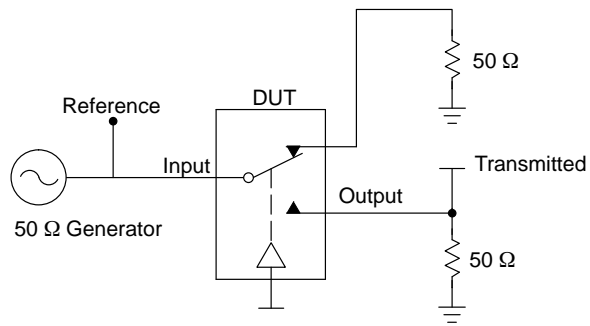 50 Ω
DUT
Reference
Input
Transmitted
Output
50 Ω Generator
50 Ω